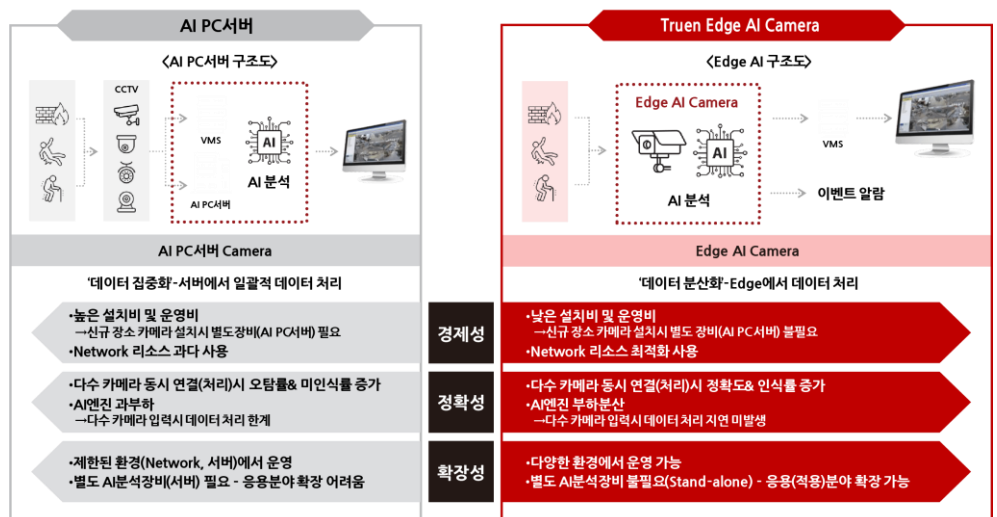 AI PC서버
<AI PC서버 구조도>
CCTV
VMS
AI
AI 분석
AI PC서버
AI PC서버 Camera
'데이터 집중화'-서버에서 일괄적 데이터 처리
•높은 설치비 및 운영비
→신규 장소 카메라 설치시 별도장비(AI PC서버) 필요
•Network 리소스 과다 사용
•다수 카메라 동시 연결(처리)시 오탐률& 미인식률 증가
•AI엔진 과부하
→다수 카메라 입력시 데이터 처리 한계
•제한된 환경(Network, 서버)에서 운영
•별도 AI분석장비(서버) 필요 - 응용분야 확장 어려움
경제성
정확성
확장성
Truen Edge AI Camera
<Edge AI 구조도>
Edge AI Camera
AI
AI 분석
VMS
이벤트 알람
Edge AI Camera
'데이터 분산화'-Edge에서 데이터 처리
•낮은 설치비 및 운영비
→신규 장소 카메라 설치시 별도 장비(AI PC서버) 불필요
•Network 리소스 최적화 사용
•다수 카메라 동시 연결(처리)시 정확도& 인식률 증가
•AI엔진 부하분산
→다수 카메라 입력시 데이터 처리 지연 미발생
•다양한 환경에서 운영 가능
•별도 AI분석장비 불필요(Stand-alone) - 응용(적용)분야 확장 가능